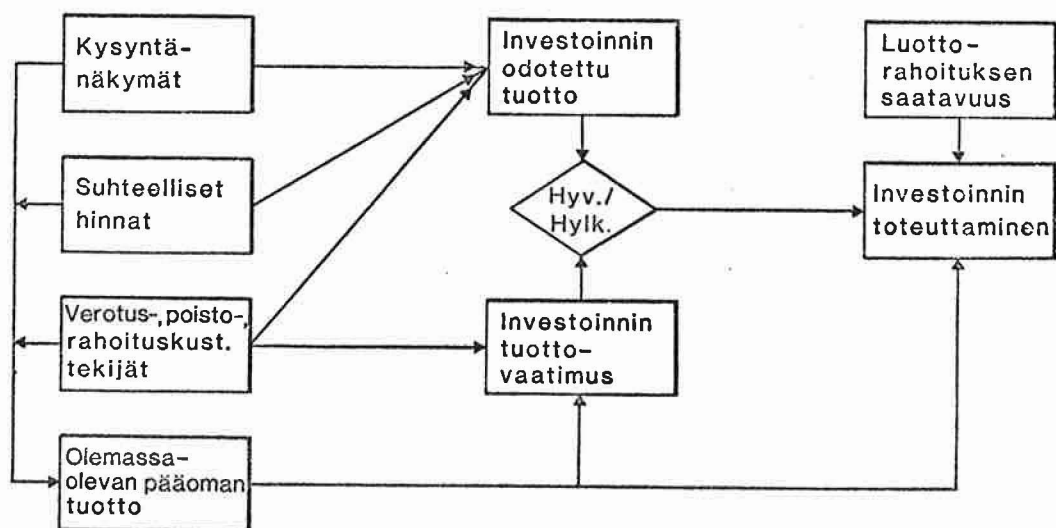 Kysyntä-
näkymät
Investoinnin
odotettu
tuotto
Luotto-
rahoituksen
saatavuus
Suhteelliset
hinnat
Hyv./
Hylk.
Investoinnin
toteuttaminen
Verotus-, poisto-,
rahoituskust.
tekijät
Investoinnin
tuotto-
vaatimus
Olemassa-
olevan pääoman
tuotto